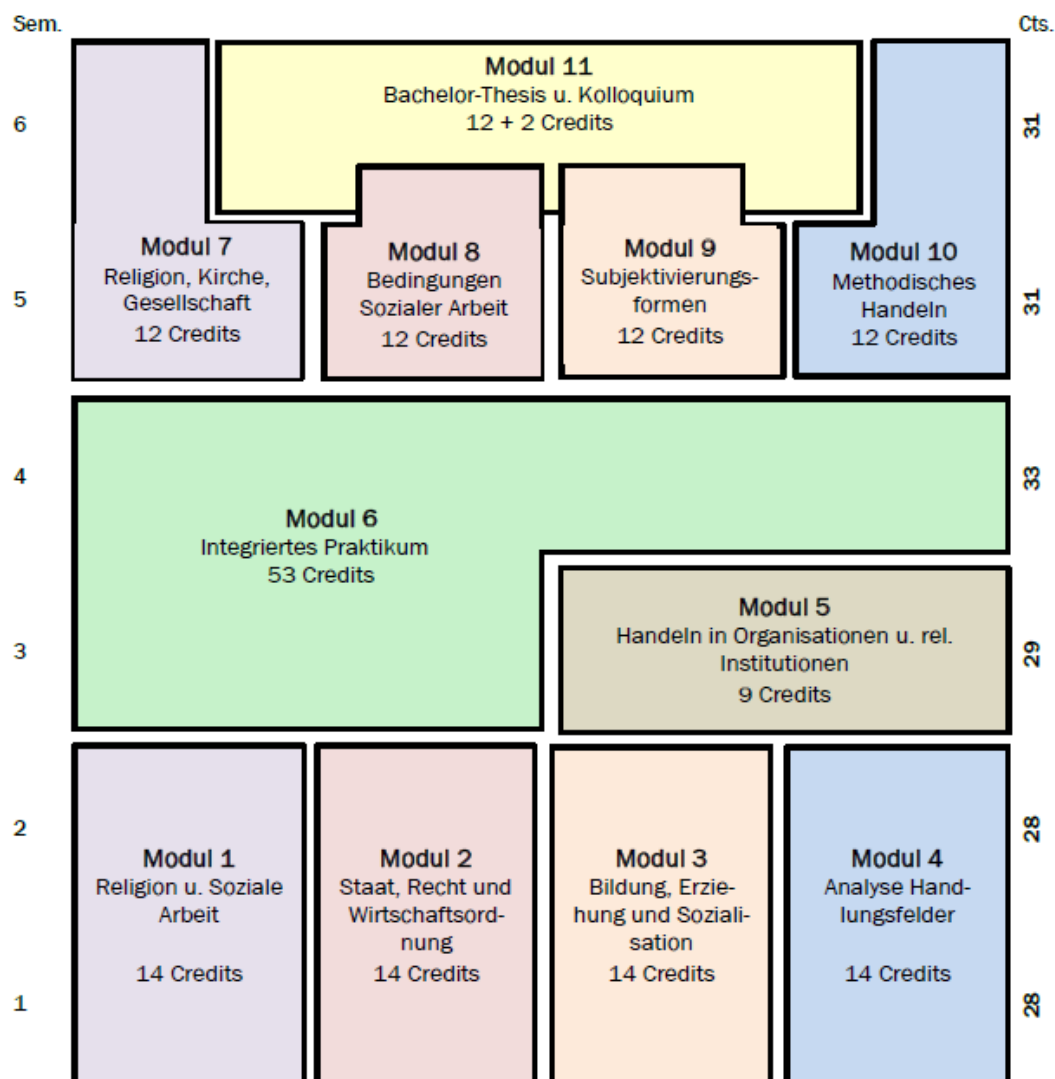 Sem.
Cts.
Modul 11
Bachelor-Thesis u. Kolloquium
12 + 2 Credits
6
31
Modul 7
Religion, Kirche,
Gesellschaft
12 Credits
Modul 8
Bedingungen
Sozialer Arbeit
12 Credits
Modul 9
Subjektivierungs-
formen
12 Credits
Modul 10
Methodisches
Handeln
12 Credits
5
31
4
33
Modul 6
Integriertes Praktikum
53 Credits
Modul 5
Handeln in Organisationen u. rel.
Institutionen
9 Credits
3
29
2
28
Modul 1
Religion u. Soziale
Arbeit
14 Credits
Modul 2
Staat, Recht und
Wirtschaftsord-
nung
14 Credits
Modul 3
Bildung, Erzie-
hung und Soziali-
sation
14 Credits
Modul 4
Analyse Hand-
lungsfelder
14 Credits
1
28